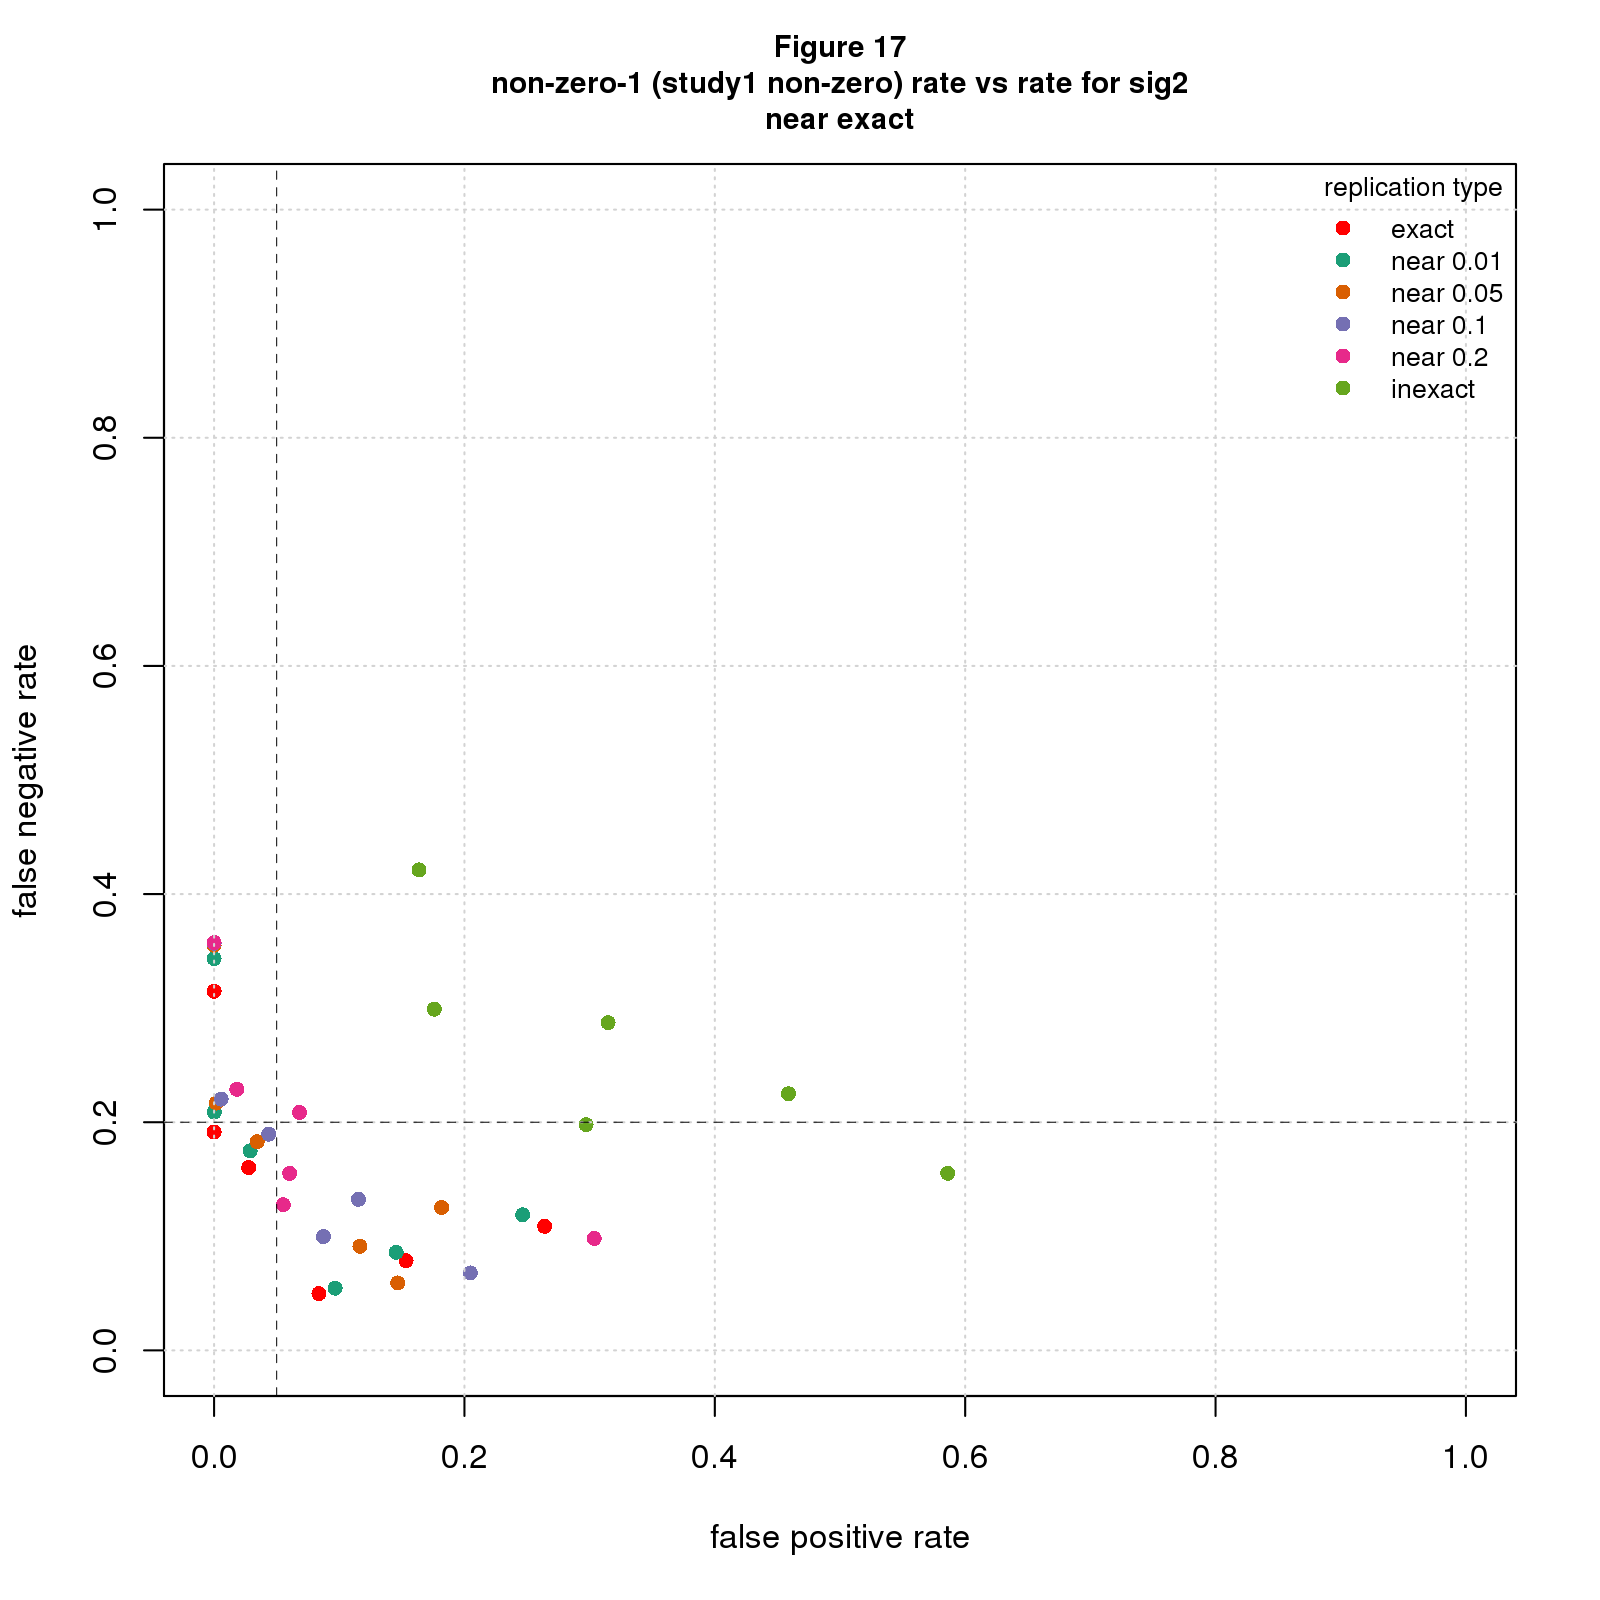 Figure 17
non-zero-1 (study1 non-zero) rate vs rate for sig2
near exact
replication type
exact
near 0.01
near 0.05
near 0.1
near 0.2
inexact
false negative rate
1.0
0.8
0.6
0.4
0.2
0.0
0.0 0.2 0.4 0.6 0.8 1.0
false positive rate